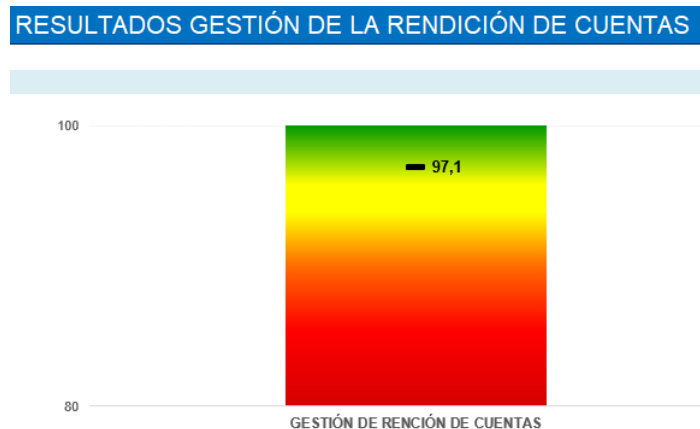 RESULTADOS GESTIÓN DE LA RENDICIÓN DE CUENTAS
100
97,1
80
GESTIÓN DE RENCIÓN DE CUENTAS